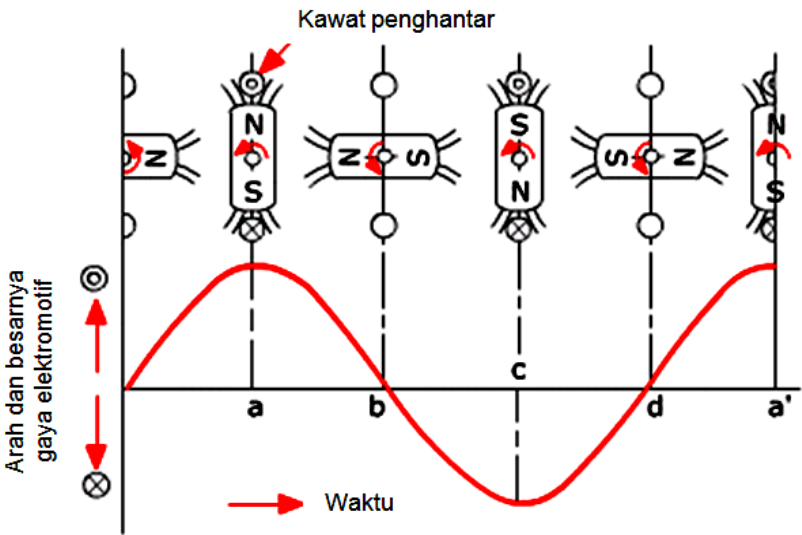 Kawat penghantar
N
N
S
N S
S
N
S N
N
S
Arah dan besarnya
gaya elektromotif
a
b
c
d
a'
Waktu